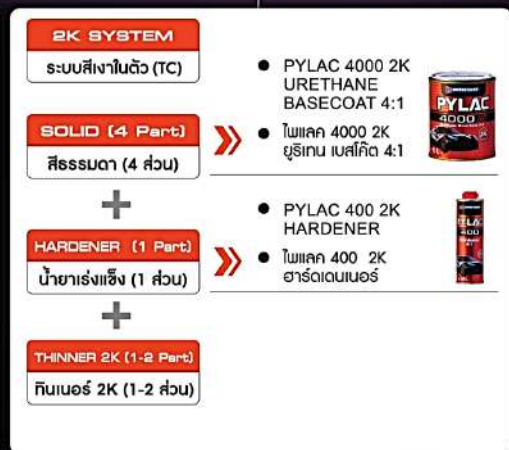 2K SYSTEM
ระบบสีเงาในตัว (TC)
SOLID (4 Part)
สีธรรมดา (4 ส่วน)
+
HARDENER (1 Part)
น้ำยาเร่งแข็ง (1 ส่วน)
+
THINNER 2K (1-2 Part)
ทินเนอร์ 2K (1-2 ส่วน)
● PYLAC 4000 2K
URETHANE
BASECOAT 4:1
● ไพแลค 4000 2K
ยูริเทน เบสโค๊ต 4:1
PYLAC
4000
● PYLAC 400 2K
HARDENER
● ไพแลค 400 2K
ฮาร์ดเดนเนอร์
PYLAC
400